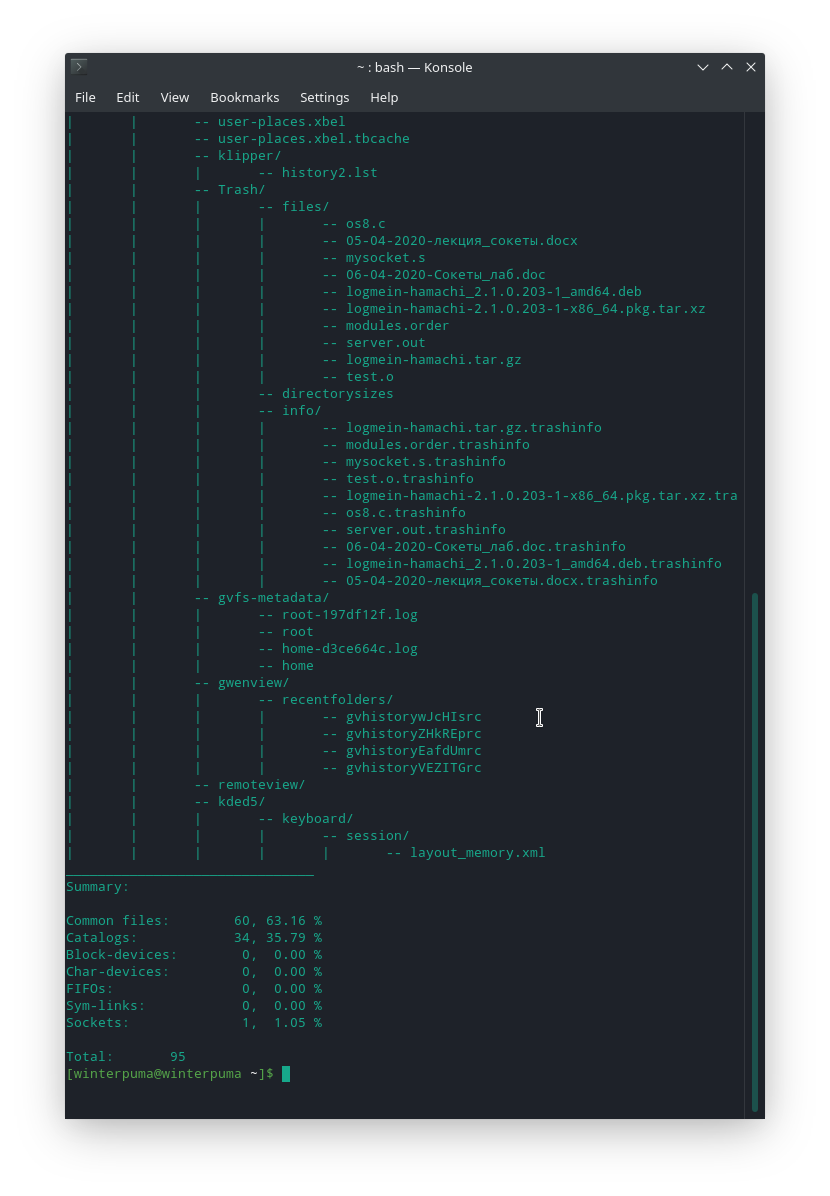 ~ : bash — Konsole
File Edit View Bookmarks Settings Help
| | -- user-places.xbel
| | -- user-places.xbel.tbcache
| | -- klipper/
| | | -- history2.lst
| | -- Trash/
| | | -- files/
| | | | -- os8.c
| | | | -- 05-04-2020-лекция_сокеты.docx
| | | | -- mysocket.s
| | | | -- 06-04-2020-Сокеты_лаб.doc
| | | | -- logmein-hamachi_2.1.0.203-1_amd64.deb
| | | | -- logmein-hamachi-2.1.0.203-1-x86_64.pkg.tar.xz
| | | | -- modules.order
| | | | -- server.out
| | | | -- logmein-hamachi.tar.gz
| | | | -- test.o
| | | -- directorysizes
| | | -- info/
| | | | -- logmein-hamachi.tar.gz.trashinfo
| | | | -- modules.order.trashinfo
| | | | -- mysocket.s.trashinfo
| | | | -- test.o.trashinfo
| | | | -- logmein-hamachi-2.1.0.203-1-x86_64.pkg.tar.xz.tra
| | | | -- os8.c.trashinfo
| | | | -- server.out.trashinfo
| | | | -- 06-04-2020-Сокеты_лаб.doc.trashinfo
| | | | -- logmein-hamachi_2.1.0.203-1_amd64.deb.trashinfo
| | | | -- 05-04-2020-лекция_сокеты.docx.trashinfo
| | -- gvfs-metadata/
| | | -- root-197df12f.log
| | | -- root
| | | -- home-d3ce664c.log
| | | -- home
| | -- gwenview/
| | | -- recentfolders/
| | | | -- gvhistorywJcHIsrc
| | | | -- gvhistoryZHkREprc
| | | | -- gvhistoryEafdUmrc
| | | | -- gvhistoryVEZITGrc
| | -- remoteview/
| | -- kded5/
| | | -- keyboard/
| | | | -- session/
| | | | | -- layout_memory.xml
_______________________________
Summary:
Common files: 60, 63.16 %
Catalogs: 34, 35.79 %
Block-devices: 0, 0.00 %
Char-devices: 0, 0.00 %
FIFOs: 0, 0.00 %
Sym-links: 0, 0.00 %
Sockets: 1, 1.05 %
Total: 95
[winterpuma@winterpuma ~]$